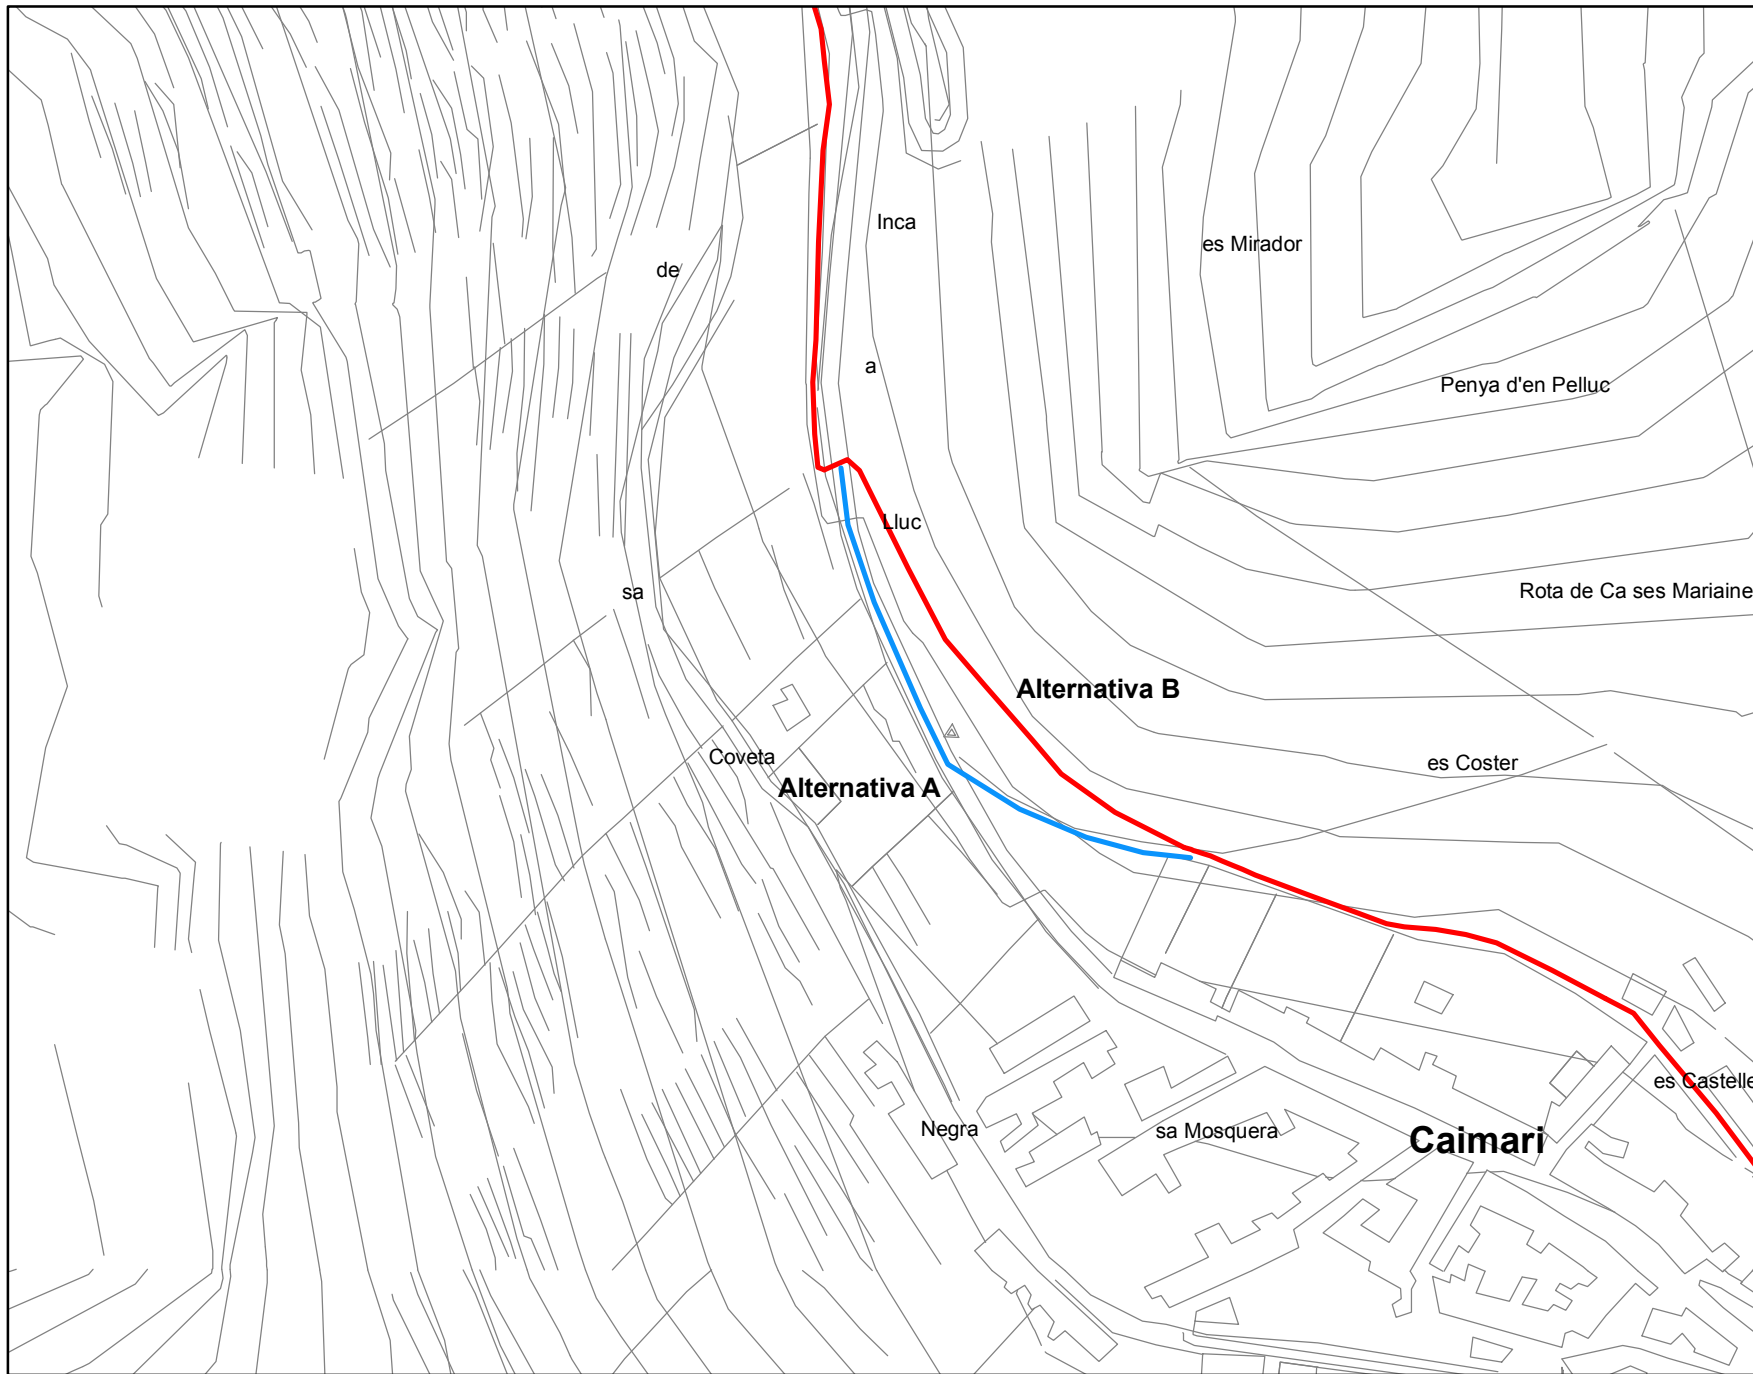 Inca
es Mirador
de
a
Penya d'en Pelluc
Lluc
sa
Rota de Ca ses Mariaine
Alternativa B
Coveta
es Coster
Alternativa A
es Castelle
Negra
sa Mosquera
Caimari